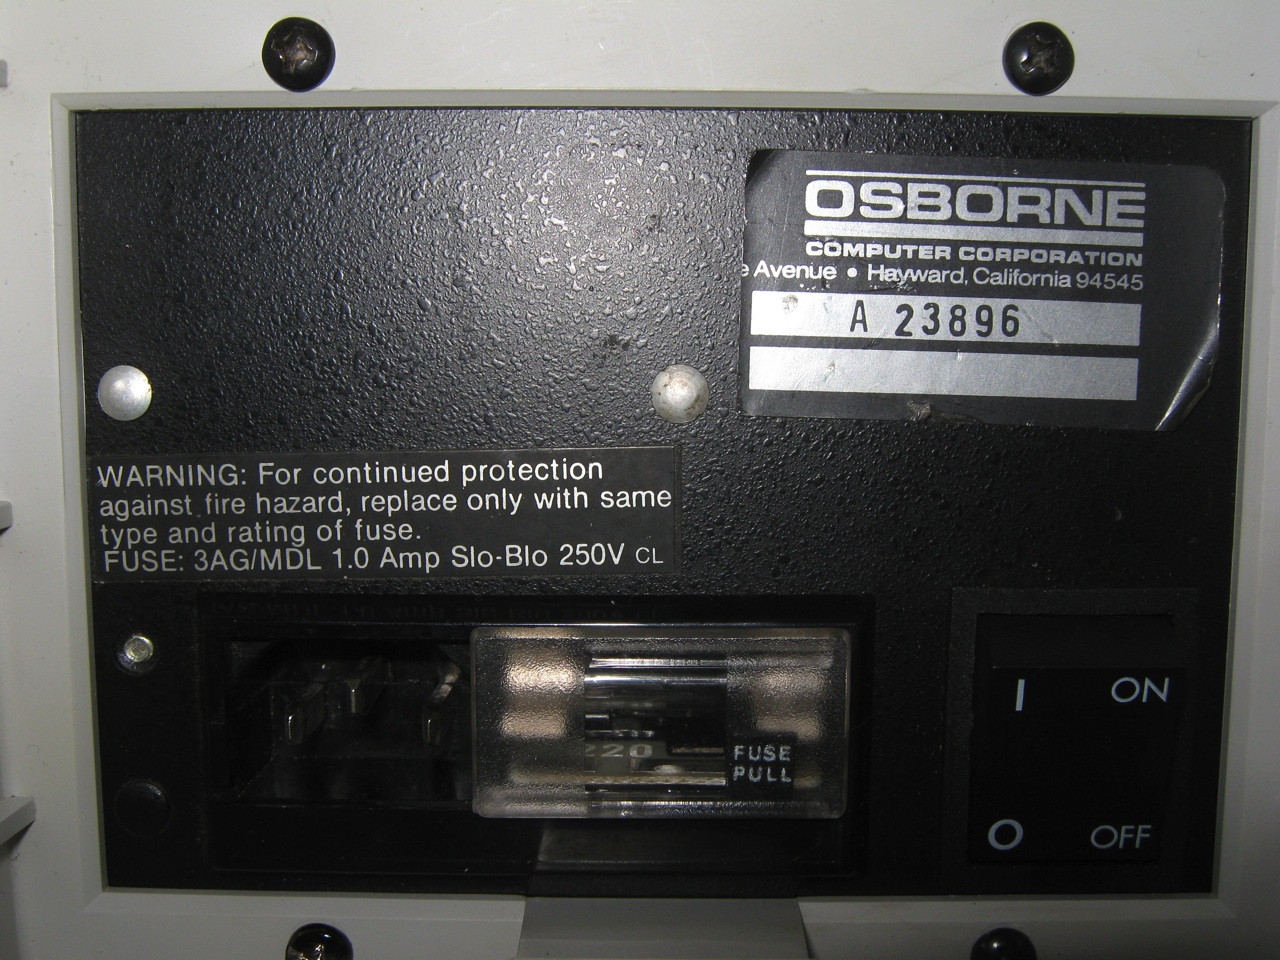 OSBORNE
COMPUTER CORPORATION
Avenue • Hayward, California 94545
A 23896
WARNING: For continued protection
against fire hazard, replace only with same
type and rating of fuse.
FUSE: 3AG/MDL 1.0 Amp Slo-Blo 250V CL
220
FUSE
PULL
I ON
O OFF